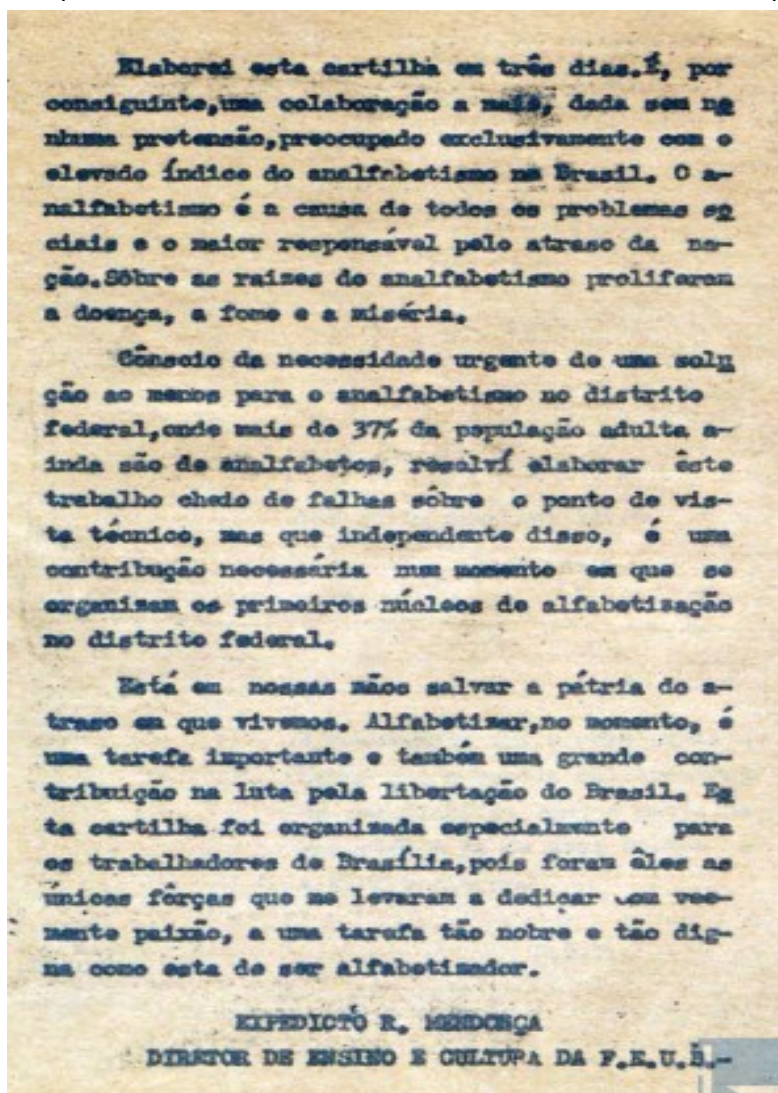 Elaborei esta cartilha em três dias.É, por
consiguinte,uma colaboração a mais, dada sem ne
nhuma pretensão,preocupado exclusivamente com o
elevado índice do analfabetismo no Brasil. O a-
nalfabetismo é a causa de todos os problemas so
ciais e o maior responsável pelo atraso da na-
ção.Sôbre as raizes do analfabetismo proliferam
a doença, a fome e a miséria.
Cônscio da necessidade urgente de uma solu
ção ao menos para o analfabetismo no distrito
federal,onde mais de 37% da população adulta a-
inda são de analfabetos, resolví elaborar êste
trabalho cheio de falhas sôbre o ponto de vis-
ta técnico, mas que independente disso, é uma
contribução necessária num momento em que se
organizam os primeiros núcleos de alfabetização
no distrito federal.
Está em nossas mãos salvar a pátria do a-
traso em que vivemos. Alfabetizar,no momento, é
uma tarefa importante e também uma grande con-
tribuição na luta pela libertação do Brasil. Es
ta cartilha foi organizada especialmente para
os trabalhadores de Brasília,pois foram êles as
únicas fôrças que me levaram a dedicar com vee-
mente paixão, a uma tarefa tão nobre e tão dig-
na como esta de ser alfabetizador.
EXPEDICTO R. MENDONÇA
DIRETOR DE ENSINO E CULTURA DA F.E.U.B.-